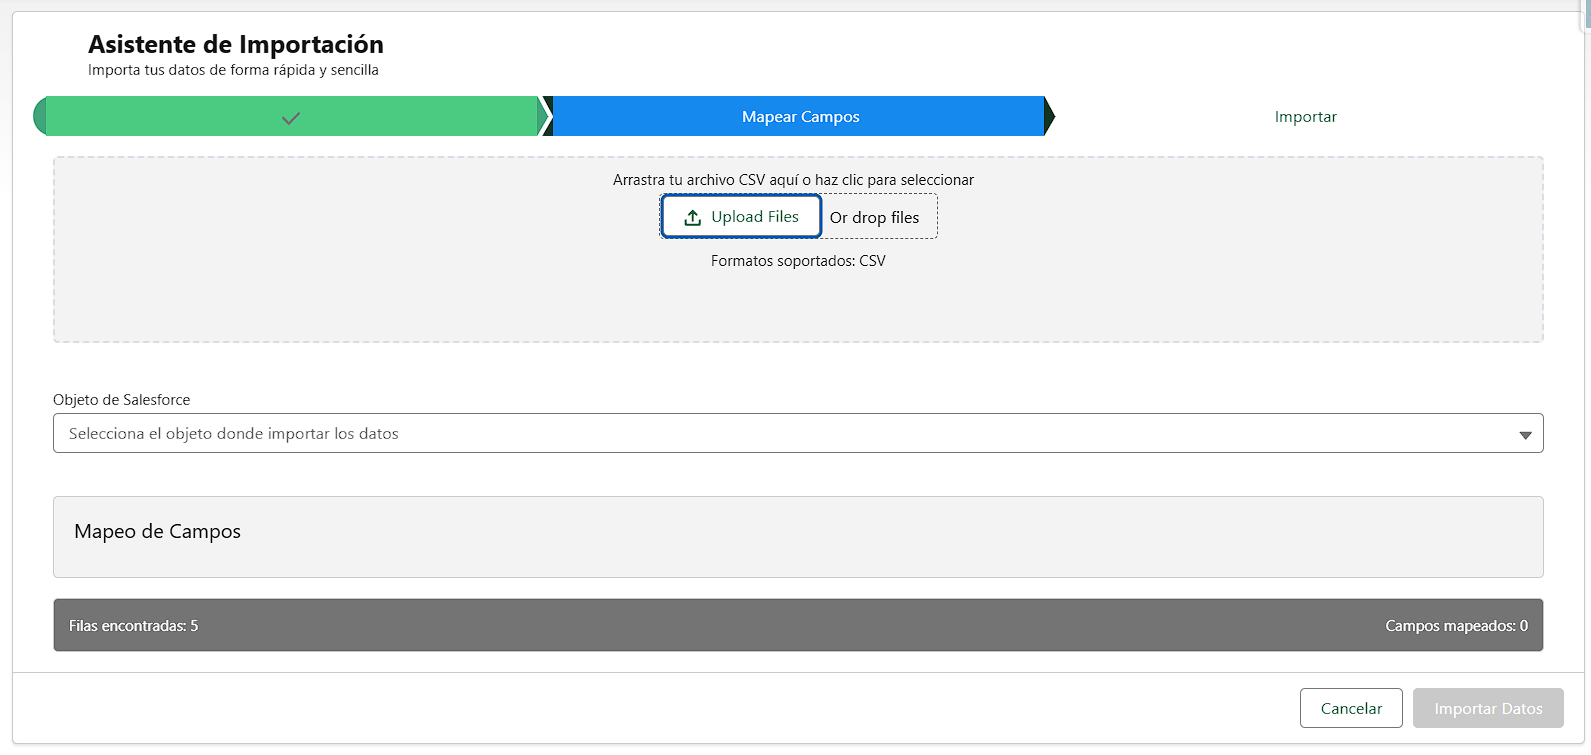 Asistente de Importación
Importa tus datos de forma rápida y sencilla
Mapear Campos
Importar
Arrastra tu archivo CSV aquí o haz clic para seleccionar
Upload Files
Or drop files
Formatos soportados: CSV
Objeto de Salesforce
Selecciona el objeto donde importar los datos
Mapeo de Campos
Filas encontradas: 5
Campos mapeados: 0
Cancelar
Importar Datos